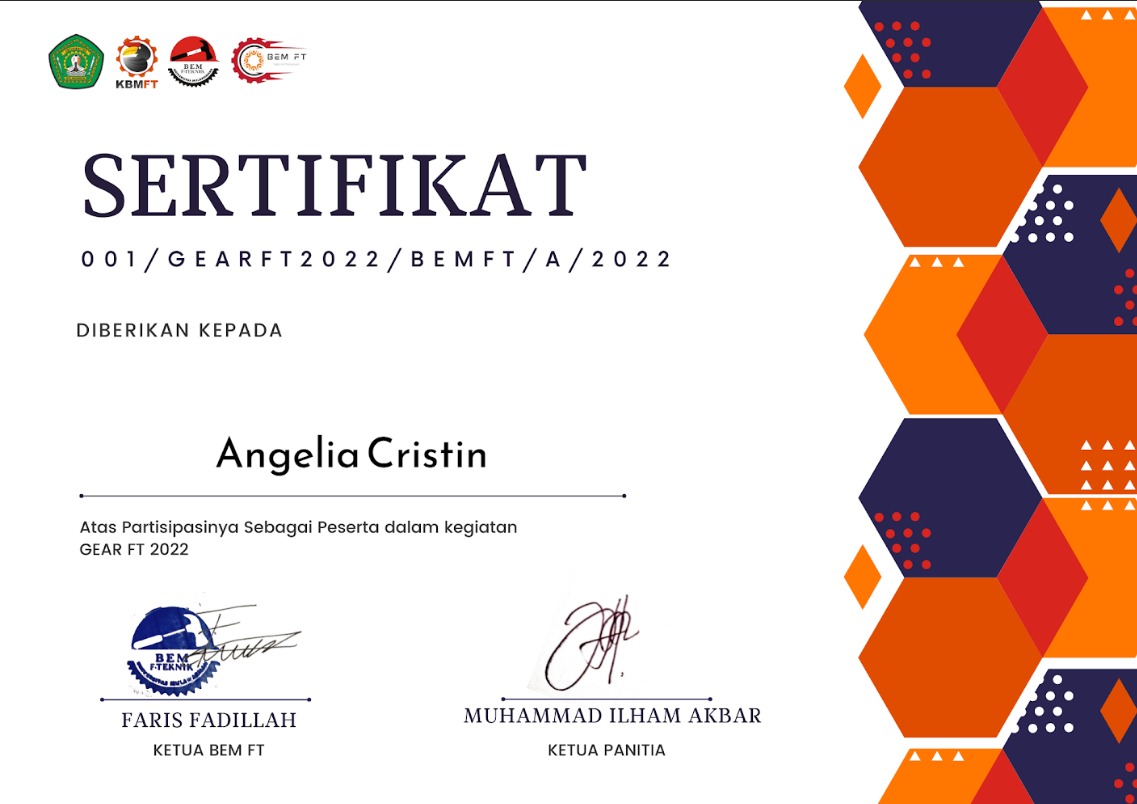 KBMFT
BEM
F-TEKNIK
BEM FT
SERTIFIKAT
001/GEARFT2022/BEMFT/A/2022
DIBERIKAN KEPADA
Angelia Cristin
Atas Partisipasinya Sebagai Peserta dalam kegiatan
GEAR FT 2022
BEM
F-TEKNIK
FARIS FADILLAH
MUHAMMAD ILHAM AKBAR
KETUA BEM FT
KETUA PANITIA